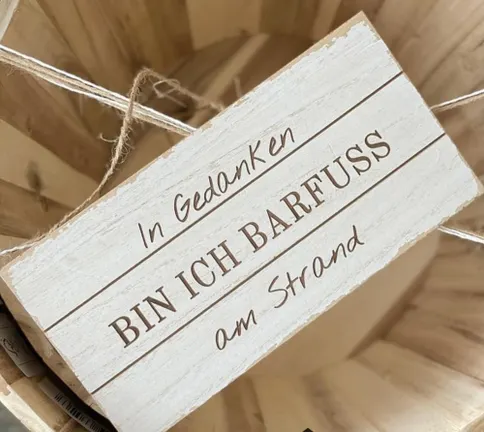 In Gedanken
BIN ICH BARFUSS
am Strand